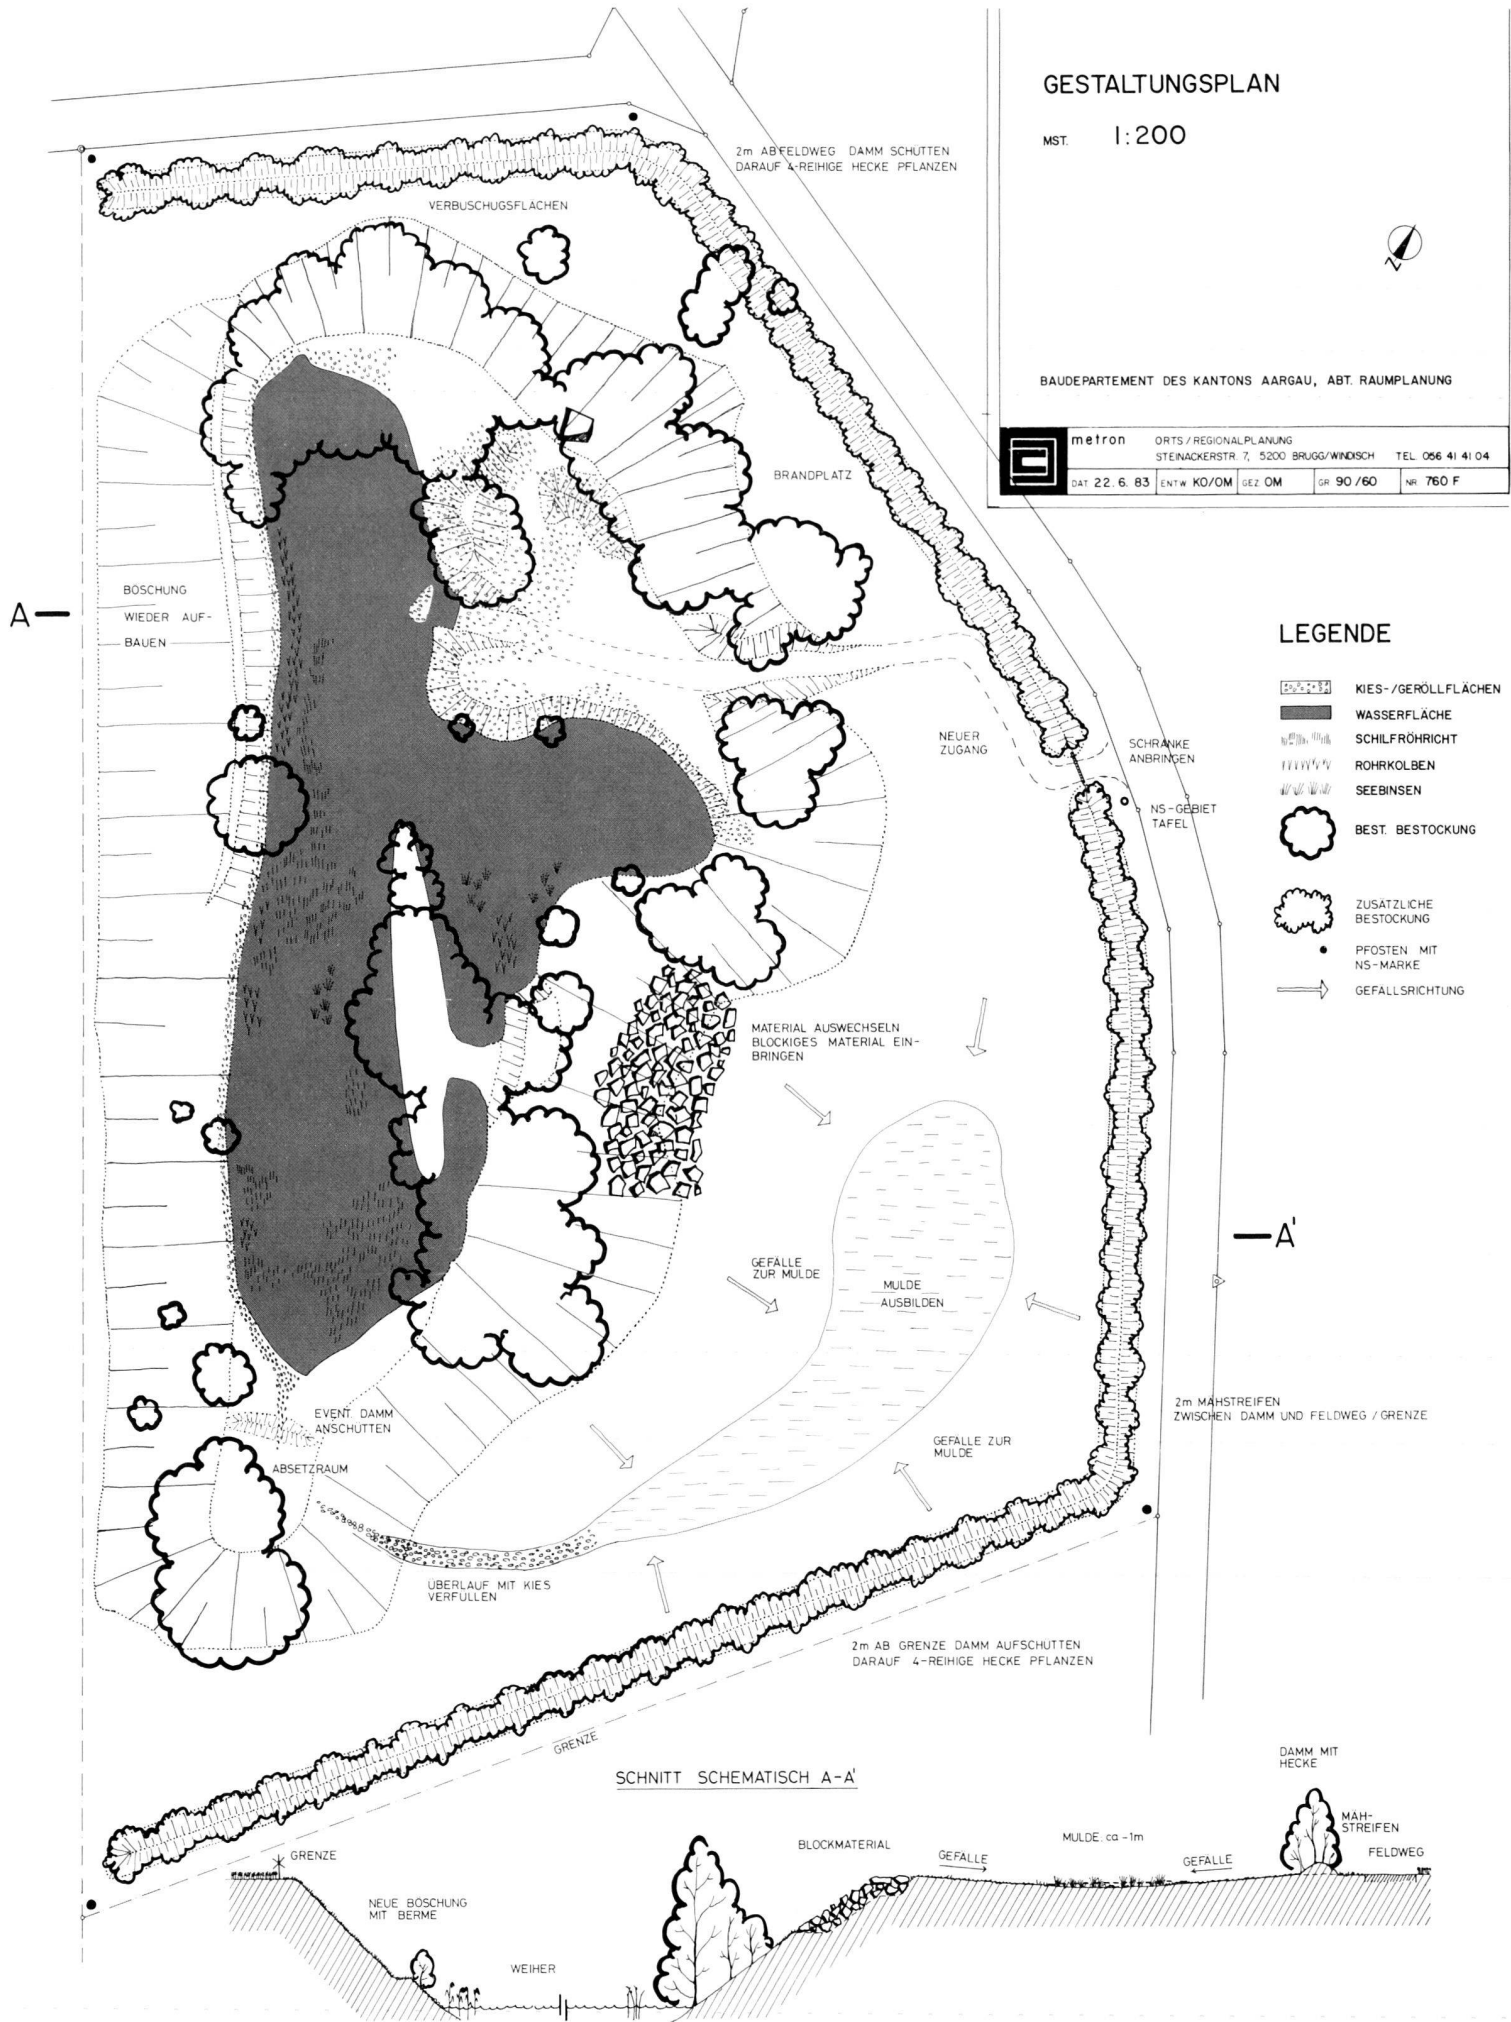 GESTALTUNGSPLAN
MST. 1:200
N
BAUDEPARTEMENT DES KANTONS AARGAU, ABT. RAUMPLANUNG
metron ORTS / REGIONALPLANUNG
STEINACKERSTR. 7, 5200 BRUGG/WINDISCH TEL. 056 41 41 04
DAT 22. 6. 83 ENTW KO/OM GEZ OM GR 90/60 NR 760 F
2m AB FELDWEG DAMM SCHÜTTEN
DARAUF 4-REIHIGE HECKE PFLANZEN
VERBUSCHUGSFLÄCHEN
BRANDPLATZ
A
BÖSCHUNG
WIEDER AUF-
BAUEN
NEUER
ZUGANG
SCHRANKE
ANBRINGEN
NS-GEBIET
TAFEL
LEGENDE
KIES-/GERÖLLFLÄCHEN
WASSERFLÄCHE
SCHILFRÖHRICHT
ROHRKOLBEN
SEEBINSEN
BEST. BESTOCKUNG
ZUSÄTZLICHE
BESTOCKUNG
PFOSTEN MIT
NS-MARKE
GEFÄLLSRICHTUNG
MATERIAL AUSWECHSELN
BLOCKIGES MATERIAL EIN-
BRINGEN
A'
GEFÄLLE
ZUR MULDE
MULDE
AUSBILDEN
2m MÄHSTREIFEN
ZWISCHEN DAMM UND FELDWEG / GRENZE
EVENT. DAMM
ANSCHÜTTEN
GEFÄLLE ZUR
MULDE
ABSETZRAUM
ÜBERLAUF MIT KIES
VERFÜLLEN
2m AB GRENZE DAMM AUFSCHÜTTEN
DARAUF 4-REIHIGE HECKE PFLANZEN
GRENZE
SCHNITT SCHEMATISCH A-A'
DAMM MIT
HECKE
MÄH-
STREIFEN
FELDWEG
GRENZE
BLOCKMATERIAL
MULDE. ca -1m
GEFÄLLE
GEFÄLLE
NEUE BÖSCHUNG
MIT BERME
WEIHER